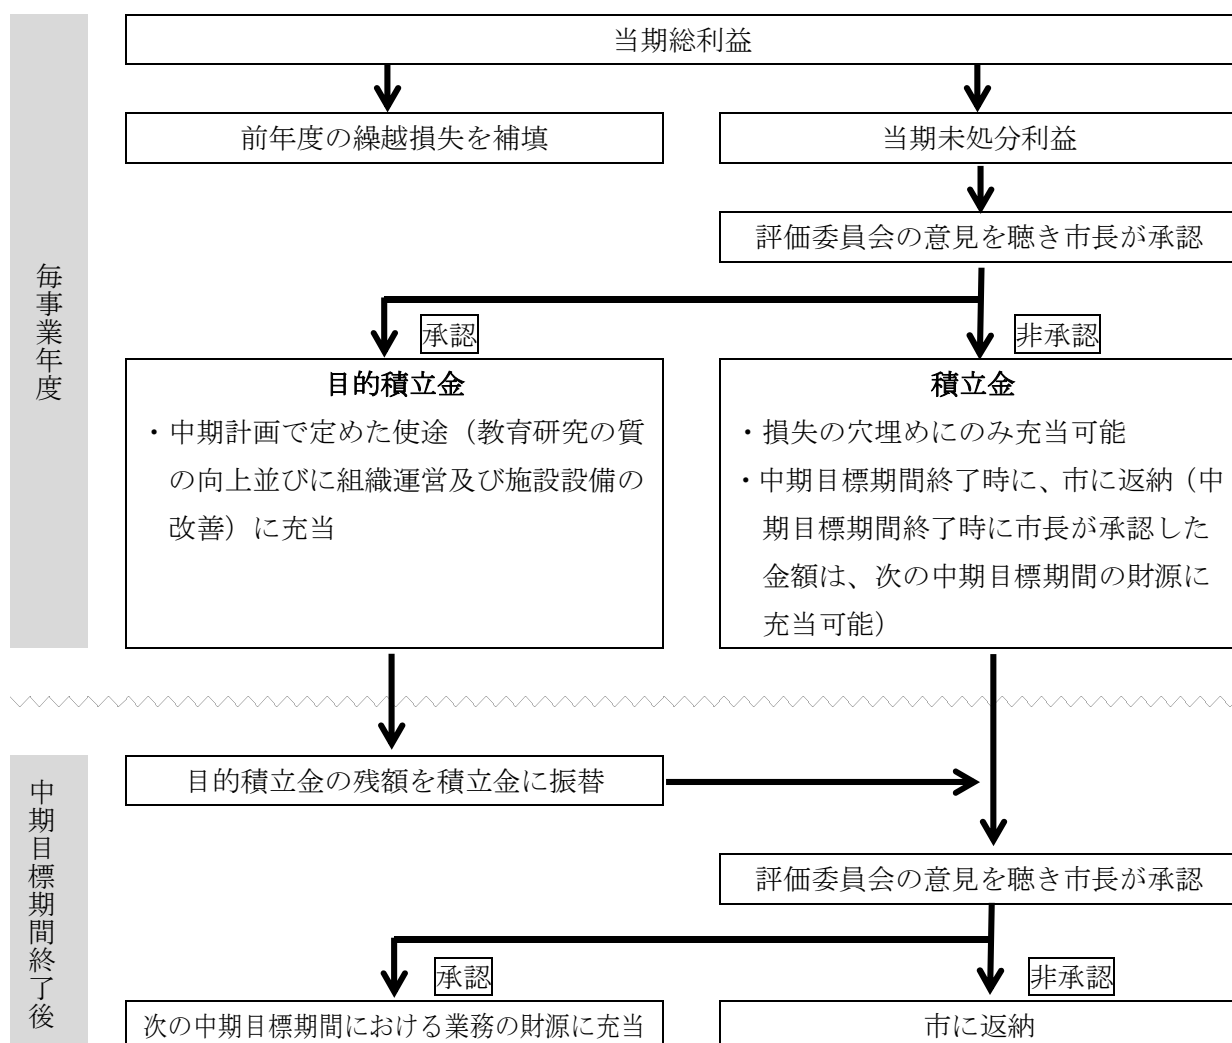 当期総利益
前年度の繰越損失を補填
当期未処分利益
評価委員会の意見を聴き市長が承認
毎事業年度
承認
非承認
目的積立金
・中期計画で定めた使途（教育研究の質
の向上並びに組織運営及び施設設備の
改善）に充当
積立金
・損失の穴埋めにのみ充当可能
・中期目標期間終了時に、市に返納（中
期目標期間終了時に市長が承認した
金額は、次の中期目標期間の財源に
充当可能）
目的積立金の残額を積立金に振替
中期目標期間終了後
評価委員会の意見を聴き市長が承認
承認
非承認
次の中期目標期間における業務の財源に充当
市に返納